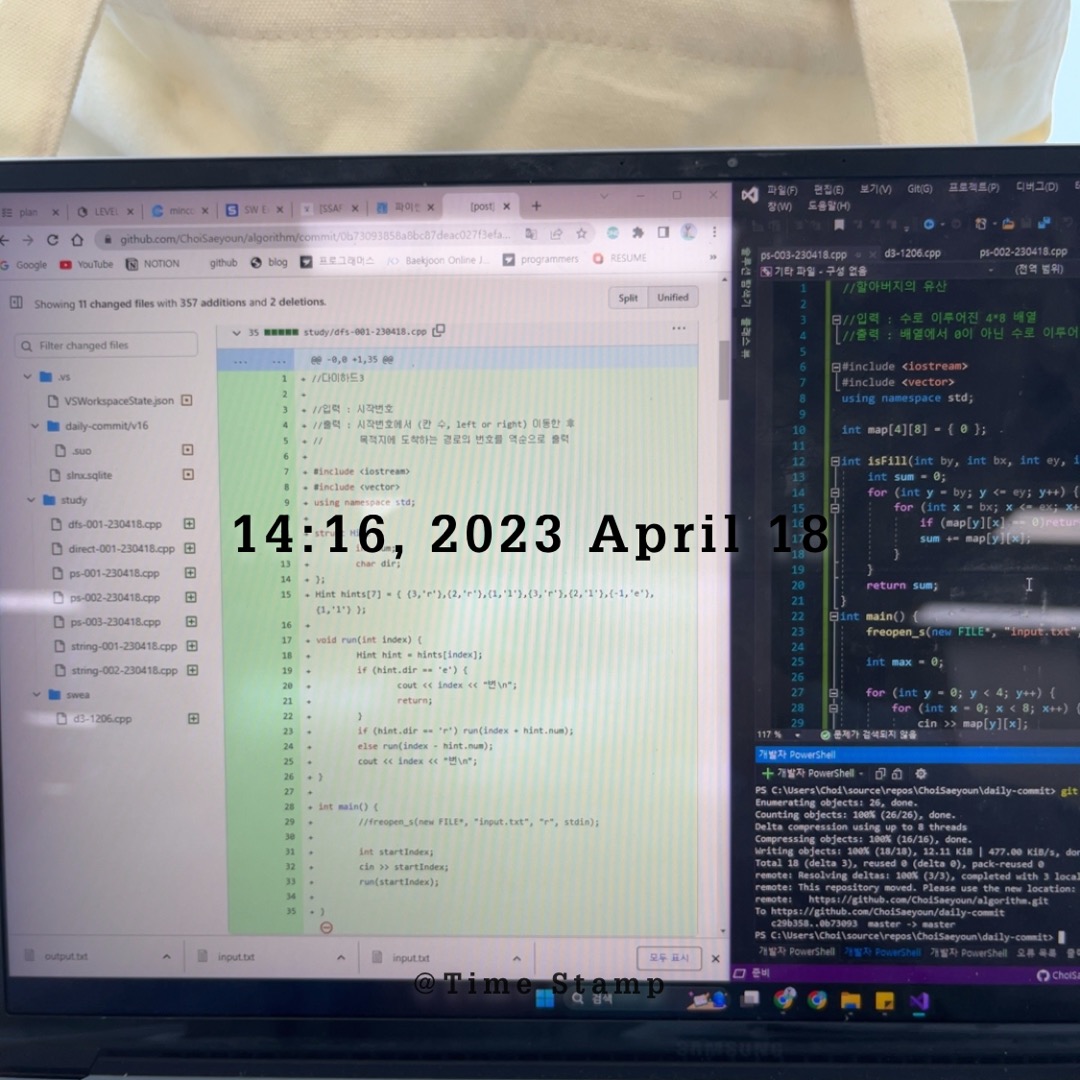 plan
LEVEL
mincc
SW E
[SSAF
파이썬
[post]
github.com/ChoiSaeyoun/algorithm/commit/0b73093858a8bc87deac027f3efa...
Google YouTube NOTION github blog 프로그래머스 Baekjoon Online J... programmers RESUME »
Showing 11 changed files with 357 additions and 2 deletions.
Split Unified
Filter changed files
.vs
VSWorkspaceState.json
daily-commit/v16
.suo
slnx.sqlite
study
dfs-001-230418.cpp
direct-001-230418.cpp
ps-001-230418.cpp
ps-002-230418.cpp
ps-003-230418.cpp
string-001-230418.cpp
string-002-230418.cpp
swea
d3-1206.cpp
35 study/dfs-001-230418.cpp
... ... @@ -0,0 +1,35 @@
1 + //다이하드3
2 +
3 + //입력 : 시작번호
4 + //출력 : 시작번호에서 (칸 수, left or right) 이동한 후
5 + // 목적지에 도착하는 경로의 번호를 역순으로 출력
6 +
7 + #include <iostream>
8 + #include <vector>
9 + using namespace std;
13 + char dir;
14 + };
15 + Hint hints[7] = { {3,'r'},{2,'r'},{1,'l'},{3,'r'},{2,'l'},{-1,'e'},
{1,'l'} };
16 +
17 + void run(int index) {
18 + Hint hint = hints[index];
19 + if (hint.dir == 'e') {
20 + cout << index << "번\n";
21 + return;
22 + }
23 + if (hint.dir == 'r') run(index + hint.num);
24 + else run(index - hint.num);
25 + cout << index << "번\n";
26 + }
27 +
28 + int main() {
29 + //freopen_s(new FILE*, "input.txt", "r", stdin);
30 +
31 + int startIndex;
32 + cin >> startIndex;
33 + run(startIndex);
34 +
35 + }
output.txt
input.txt
input.txt
모두 표시
파일(F) 편집(E) 보기(V) Git(G) 프로젝트(P) 디버그(D)
창(W) 도움말(H)
ps-003-230418.cpp d3-1206.cpp ps-002-230418.cpp
기타 파일 - 구성 없음 (전역 범위)
솔루션 탐색기 클래스 뷰
1 //할아버지의 유산
2
3 //입력 : 수로 이루어진 4*8 배열
4 //출력 : 배열에서 0이 아닌 수로 이루어
5
6 #include <iostream>
7 #include <vector>
8 using namespace std;
9
10 int map[4][8] = { 0 };
11
12 int isFill(int by, int bx, int ey, i
13 int sum = 0;
14 for (int y = by; y <= ey; y++) {
15 for (int x = bx; x <= ex; x+
16 if (map[y][x] == 0)return
sum += map[y][x];
18 }
19 }
20 return sum;
21 }
22 int main() {
23 freopen_s(new FILE*, "input.txt"
24
25 int max = 0;
26
27 for (int y = 0; y < 4; y++) {
28 for (int x = 0; x < 8; x++)
29 cin >> map[y][x];
117 % 문제가 검색되지 않음
개발자 PowerShell
개발자 PowerShell
PS C:\Users\Choi\source\repos\ChoiSaeyoun\daily-commit> git
Enumerating objects: 26, done.
Counting objects: 100% (26/26), done.
Delta compression using up to 8 threads
Compressing objects: 100% (16/16), done.
Writing objects: 100% (18/18), 12.11 KiB | 477.00 KiB/s, don
Total 18 (delta 3), reused 0 (delta 0), pack-reused 0
remote: Resolving deltas: 100% (3/3), completed with 3 local
remote: This repository moved. Please use the new location:
remote: https://github.com/ChoiSaeyoun/algorithm.git
To https://github.com/ChoiSaeyoun/daily-commit
c29b358..0b73093 master -> master
PS C:\Users\Choi\source\repos\ChoiSaeyoun\daily-commit>
개발자 PowerShell 개발자 PowerShell 개발자 PowerShell 오류 목록
준비
ChoiSa
검색
14:16, 2023 April 18
@Time Stamp
SAMSUNG